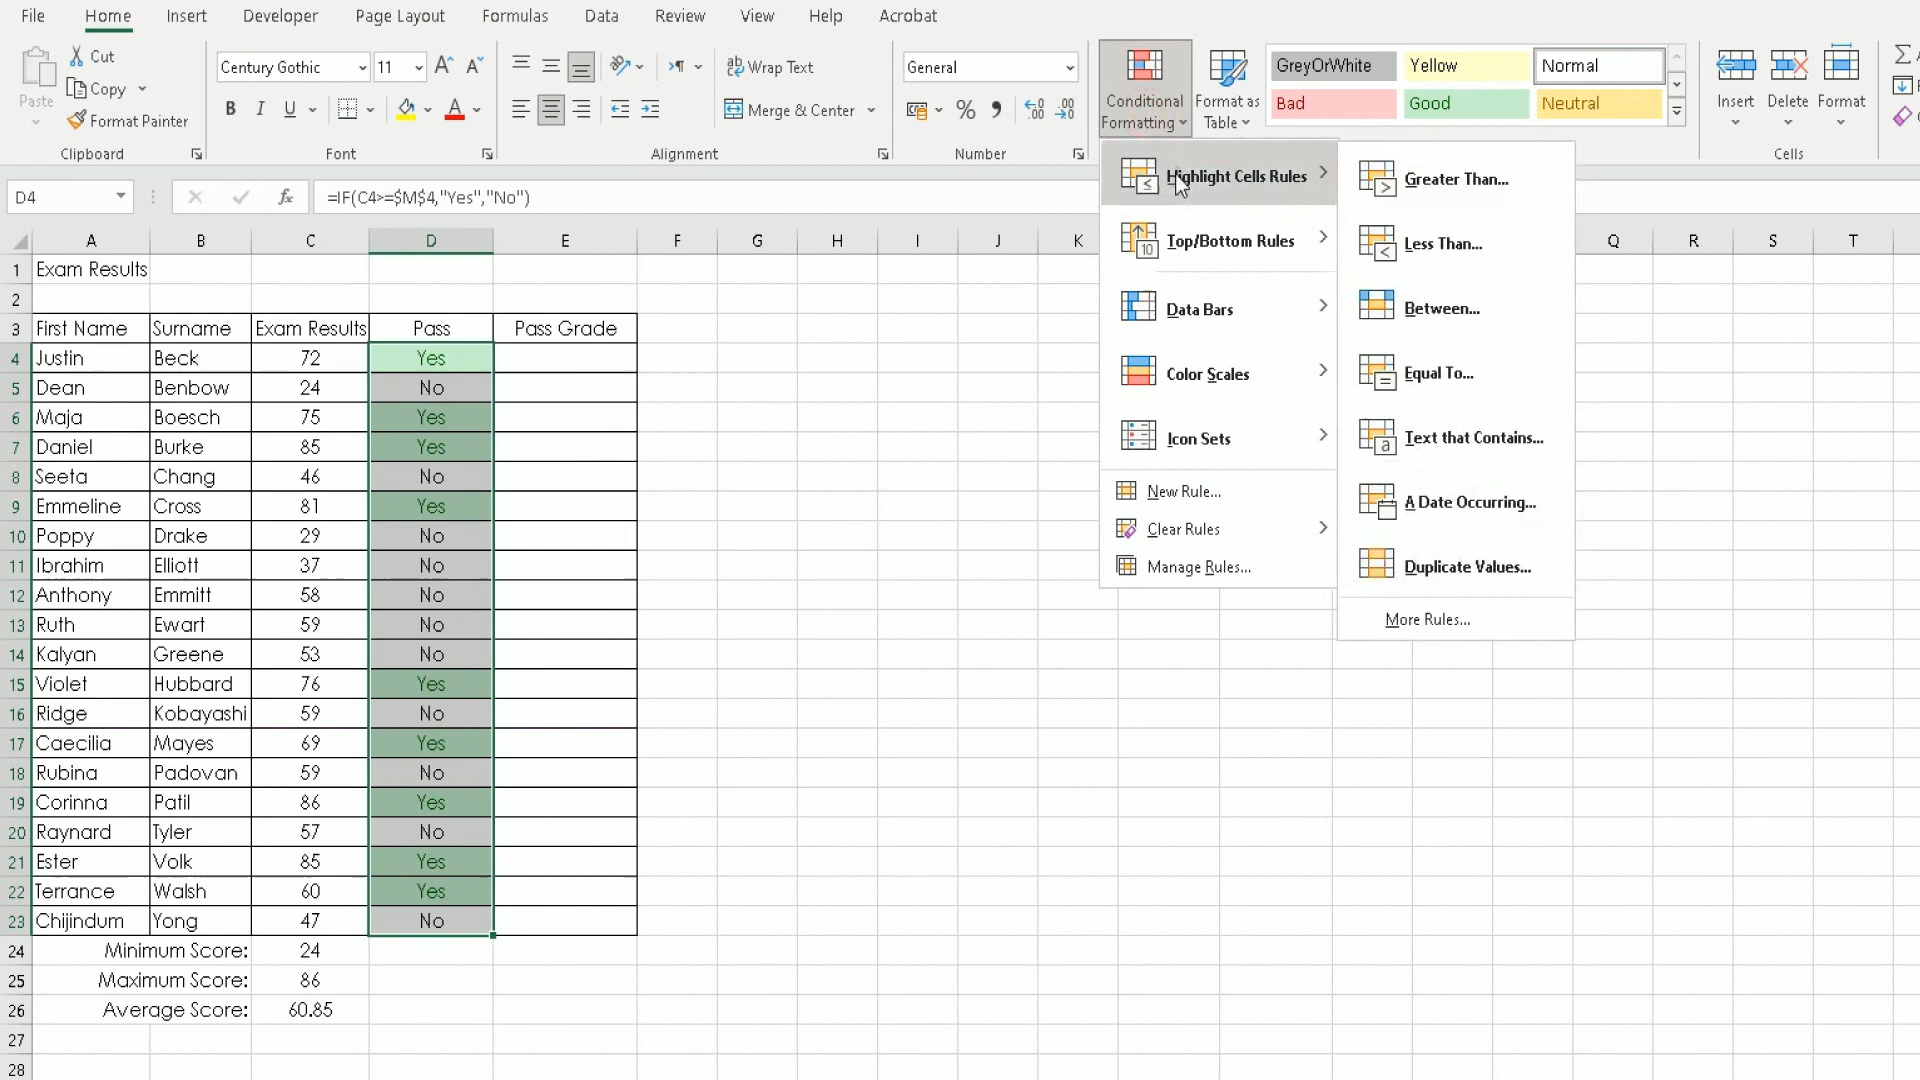 File Home Insert Developer Page Layout Formulas Data Review View Help Acrobat
Paste Cut Copy Format Painter
Century Gothic 11
B I U
Wrap Text
Merge & Center
General
Conditional Formatting
Format as Table
GreyOrWhite Yellow Normal
Bad Good Neutral
Insert Delete Format
Clipboard Font Alignment Number Cells
D4 fx =IF(C4>=$M$4,"Yes","No")
A B C D E F G H I J K Q R S T
1 Exam Results
2
3 First Name Surname Exam Results Pass Pass Grade
4 Justin Beck 72 Yes
5 Dean Benbow 24 No
6 Maja Boesch 75 Yes
7 Daniel Burke 85 Yes
8 Seeta Chang 46 No
9 Emmeline Cross 81 Yes
10 Poppy Drake 29 No
11 Ibrahim Elliott 37 No
12 Anthony Emmitt 58 No
13 Ruth Ewart 59 No
14 Kalyan Greene 53 No
15 Violet Hubbard 76 Yes
16 Ridge Kobayashi 59 No
17 Caecilia Mayes 69 Yes
18 Rubina Padovan 59 No
19 Corinna Patil 86 Yes
20 Raynard Tyler 57 No
21 Ester Volk 85 Yes
22 Terrance Walsh 60 Yes
23 Chijindum Yong 47 No
24 Minimum Score: 24
25 Maximum Score: 86
26 Average Score: 60.85
27
28
Highlight Cells Rules
Top/Bottom Rules
Data Bars
Color Scales
Icon Sets
New Rule...
Clear Rules
Manage Rules...
Greater Than...
Less Than...
Between...
Equal To...
Text that Contains...
A Date Occurring...
Duplicate Values...
More Rules...